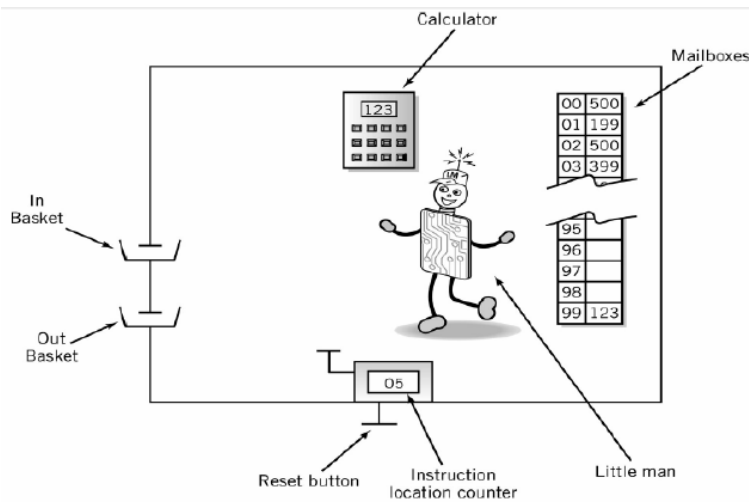 Calculator
Mailboxes
123
00 500
01 199
02 500
03 399
LM
In
Basket
95
96
97
98
99 123
Out
Basket
05
Reset button
Instruction
location counter
Little man